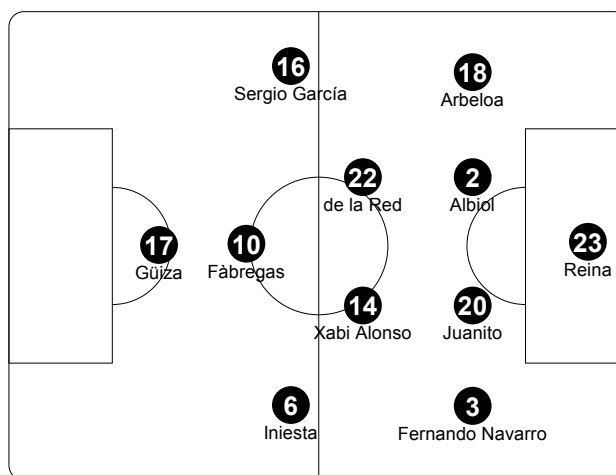 16
Sergio García
18
Arbeloa
22
de la Red
2
Albiol
17
Güiza
10
Fàbregas
23
Reina
14
Xabi Alonso
20
Juanito
6
Iniesta
3
Fernando Navarro